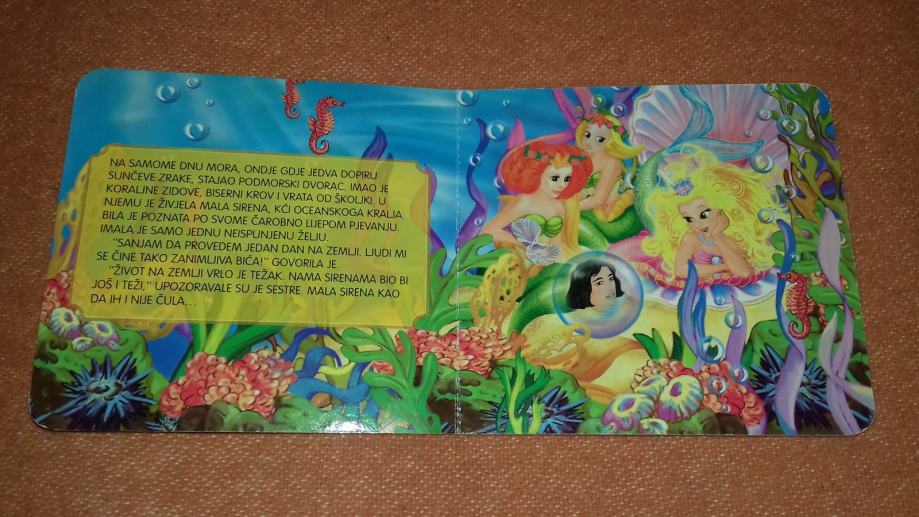 NA SAMOME DNU MORA, ONDJE GDJE JEDVA DOPIRU
SUNČEVE ZRAKE, STAJAO PODMORSKI DVORAC. IMAO JE
KORALJNE ZIDOVE, BISERNI KROV I VRATA OD ŠKOLJKI. U
NJEMU JE ŽIVJELA MALA SIRENA, KĆI OCEANSKOGA KRALJA.
BILA JE POZNATA PO SVOME ČAROBNO LIJEPOM PJEVANJU.
IMALA JE SAMO JEDNU NEISPUNJENU ŽELJU.
"SANJAM DA PROVEDEM JEDAN DAN NA ZEMLJI. LJUDI MI
SE ČINE TAKO ZANIMLJIVA BIĆA!" GOVORILA JE.
"ŽIVOT NA ZEMLJI VRLO JE TEŽAK. NAMA SIRENAMA BIO BI
JOŠ I TEŽI," UPOZORAVALE SU JE SESTRE. MALA SIRENA KAO
DA IH I NIJE ČULA...